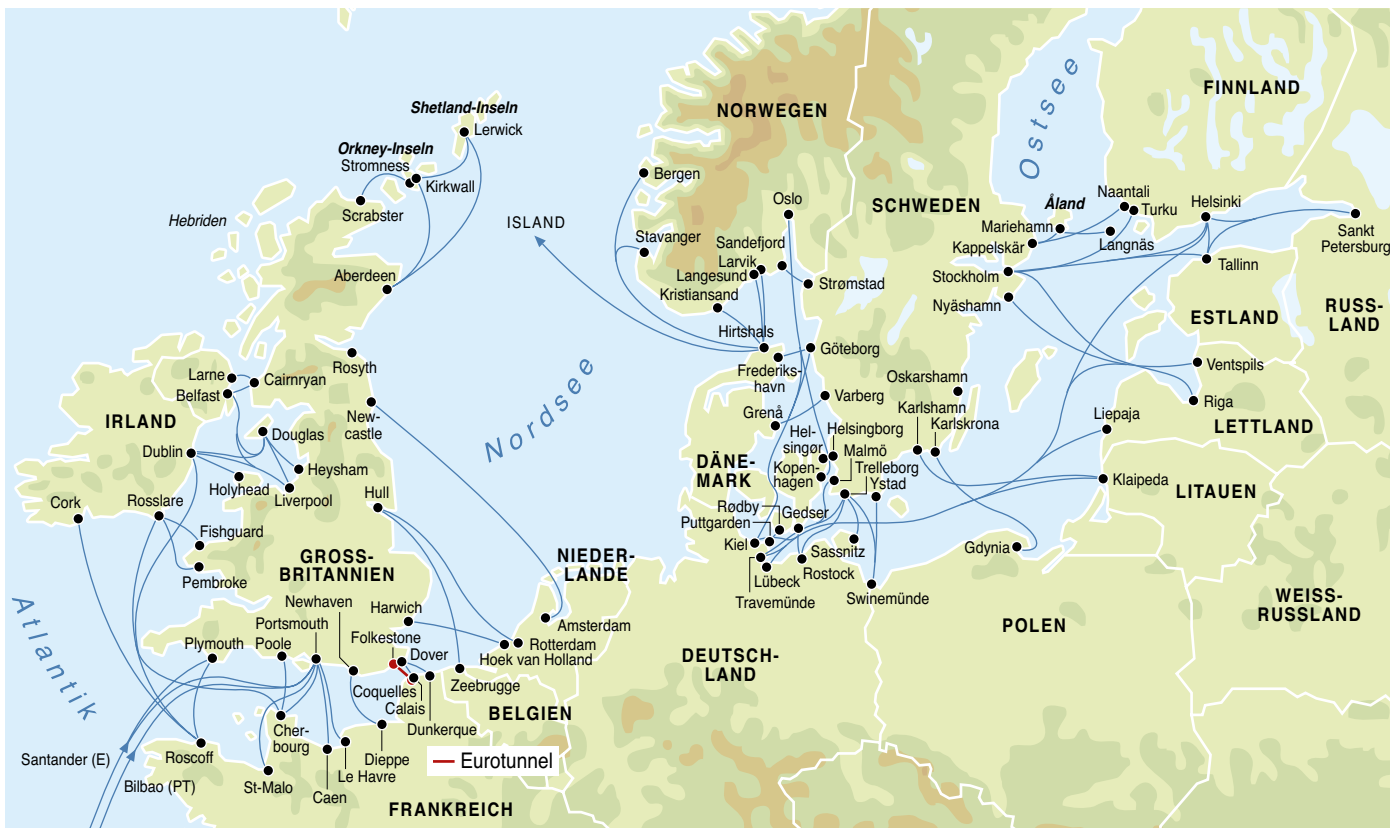 FINNLAND
Shetland-Inseln
NORWEGEN
Lerwick
Ostsee
Orkney-Inseln
Stromness
Kirkwall
Bergen
Naantali
Oslo
Turku
Helsinki
SCHWEDEN
Åland
Scrabster
Hebriden
ISLAND
Mariehamn
Sankt
Petersburg
Stavanger
Sandefjord
Kappelskär
Långnäs
Larvik
Langesund
Tallinn
Aberdeen
Stockholm
Strømstad
Kristiansand
Nyäshamn
RUSS-
LAND
ESTLAND
Hirtshals
Göteborg
Rosyth
Frederiks-
havn
Ventspils
Larne
Cairnryan
Belfast
Oskarshamn
Varberg
Riga
Nordsee
IRLAND
New-
castle
Grenå
Karlshamn
Karlskrona
Liepaja
LETTLAND
Douglas
Hel-
singør
Helsingborg
Malmö
Dublin
DÄNE-
MARK
Kopen-
hagen
Trelleborg
Ystad
Heysham
Holyhead
Liverpool
Klaipeda
LITAUEN
Cork
Rosslare
Hull
Rødby
Gedser
Puttgarden
Fishguard
Kiel
Sassnitz
Gdynia
GROSS-
BRITANNIEN
NIEDER-
LANDE
Pembroke
Lübeck
Rostock
Travemünde
Swinemünde
WEISS-
RUSSLAND
Newhaven
Harwich
Portsmouth
Amsterdam
POLEN
Atlantik
Plymouth
Poole
Folkestone
Dover
Rotterdam
Hoek van Holland
DEUTSCH-
LAND
Coquelles
Calais
Zeebrugge
BELGIEN
Dunkerque
Cher-
bourg
Santander (E)
Roscoff
Dieppe
Eurotunnel
Le Havre
Bilbao (PT)
St-Malo
Caen
FRANKREICH